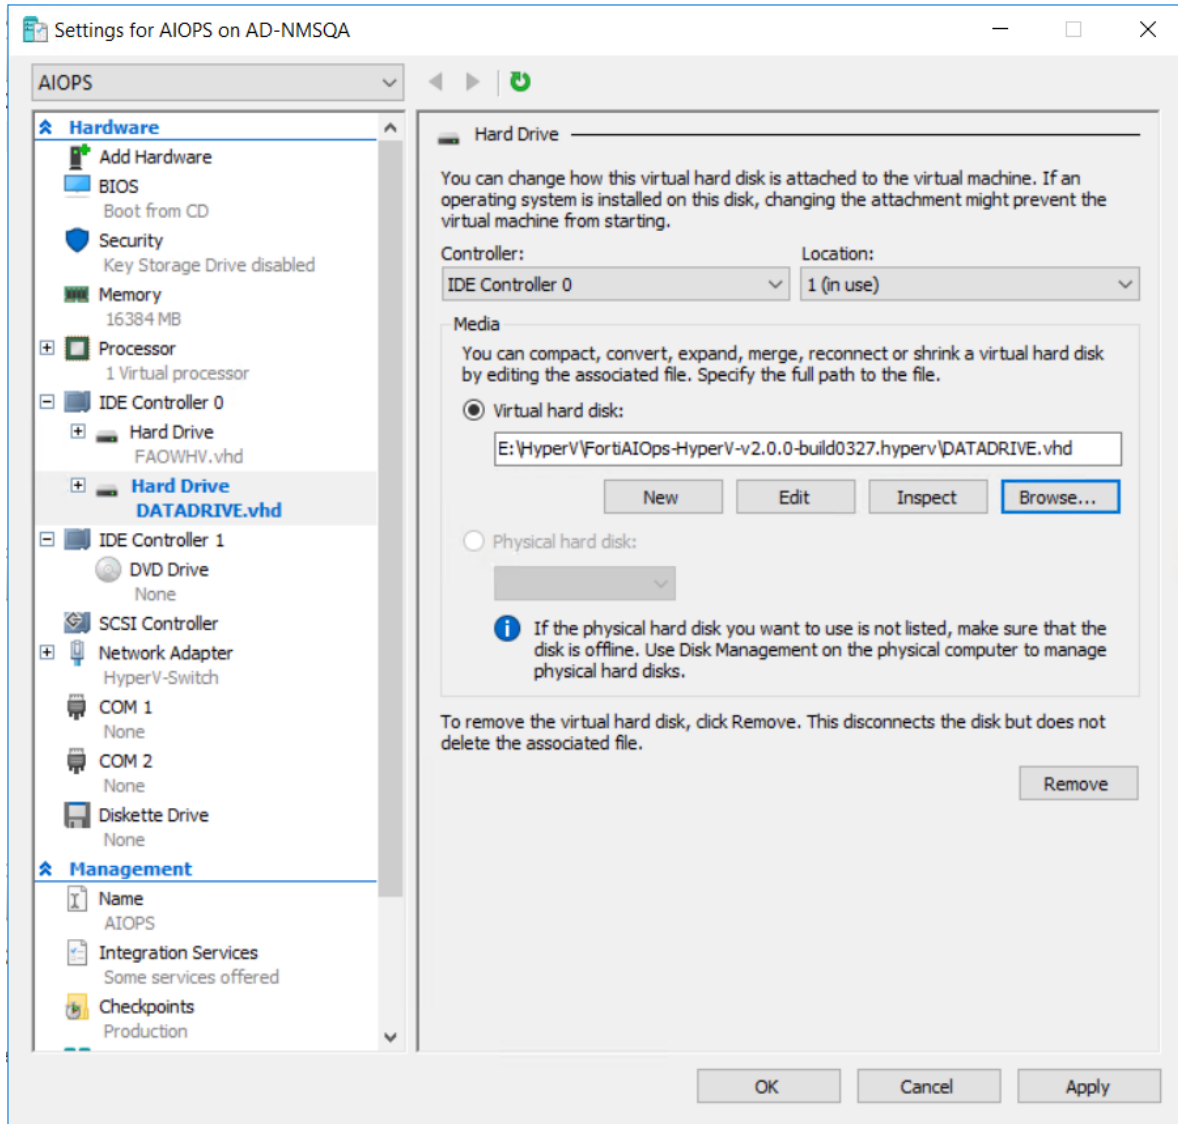 Settings for AIOPS on AD-NMSQA
AIOPS
Hardware
Add Hardware
BIOS
Boot from CD
Security
Key Storage Drive disabled
Memory
16384 MB
Processor
1 Virtual processor
IDE Controller 0
Hard Drive
FAOWHV.vhd
Hard Drive
DATADRIVE.vhd
IDE Controller 1
DVD Drive
None
SCSI Controller
Network Adapter
HyperV-Switch
COM 1
None
COM 2
None
Diskette Drive
None
Management
Name
AIOPS
Integration Services
Some services offered
Checkpoints
Production
Hard Drive
You can change how this virtual hard disk is attached to the virtual machine. If an
operating system is installed on this disk, changing the attachment might prevent the
virtual machine from starting.
Controller:
Location:
IDE Controller 0
1 (in use)
Media
You can compact, convert, expand, merge, reconnect or shrink a virtual hard disk
by editing the associated file. Specify the full path to the file.
Virtual hard disk:
E:\HyperV\FortiAIOps-HyperV-v2.0.0-build0327.hyperv\DATADRIVE.vhd
New
Edit
Inspect
Browse...
Physical hard disk:
If the physical hard disk you want to use is not listed, make sure that the
disk is offline. Use Disk Management on the physical computer to manage
physical hard disks.
To remove the virtual hard disk, click Remove. This disconnects the disk but does not
delete the associated file.
Remove
OK
Cancel
Apply